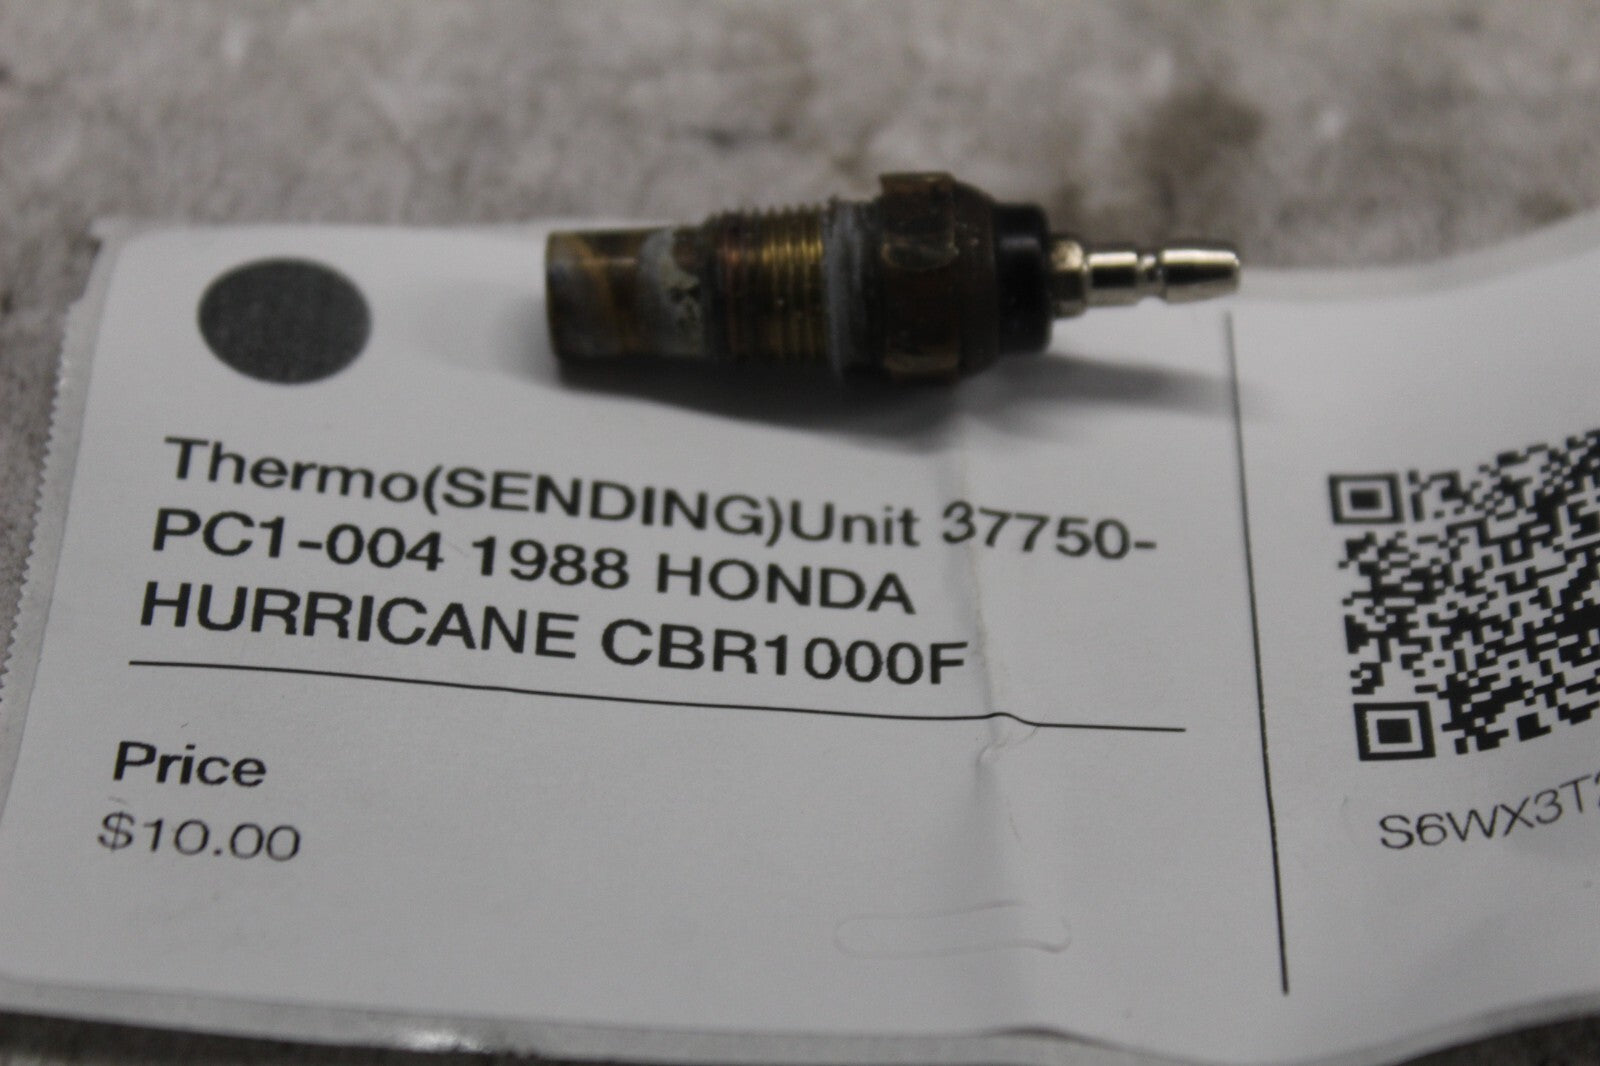 Thermo(SENDING)Unit 37750-
PC1-004 1988 HONDA
HURRICANE CBR1000F
Price
$10.00